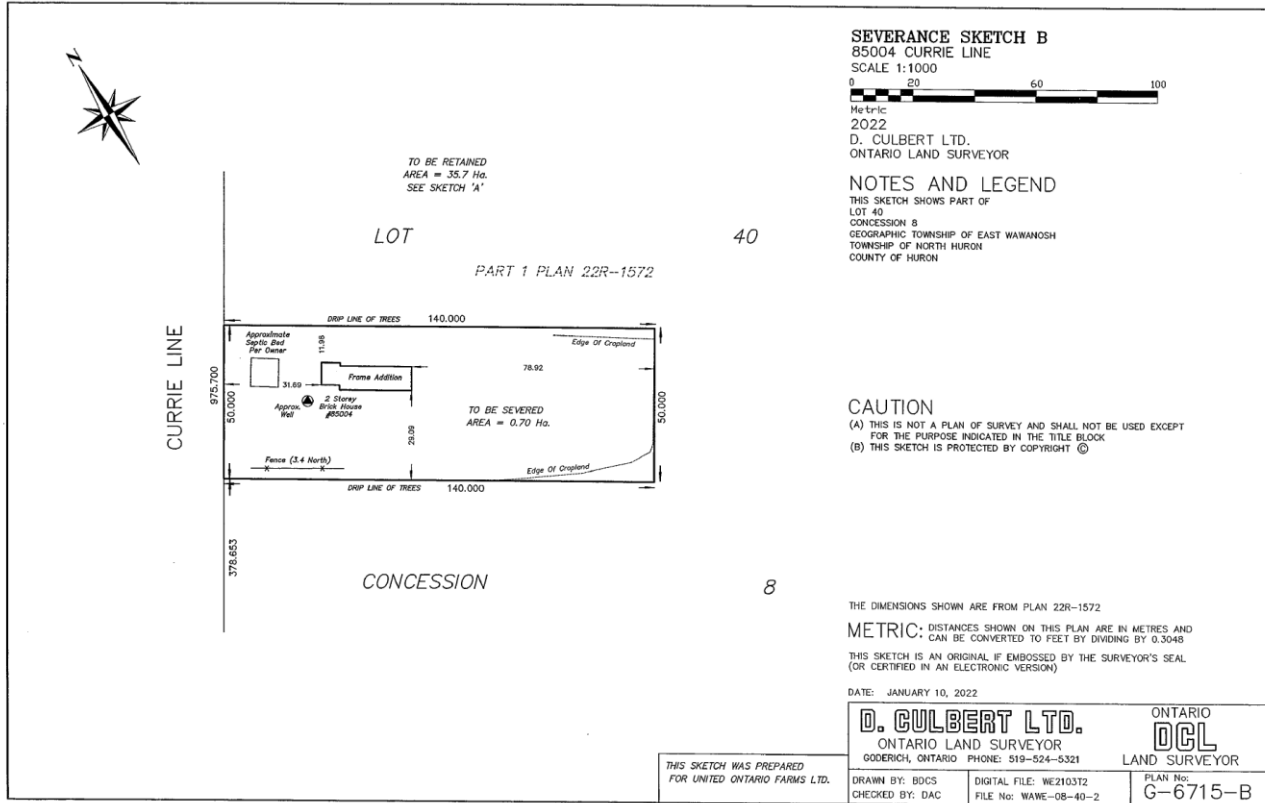 SEVERANCE SKETCH B
85004 CURRIE LINE
SCALE 1:1000
0 20 60 100
Metric
2022
D. CULBERT LTD.
ONTARIO LAND SURVEYOR
NOTES AND LEGEND
THIS SKETCH SHOWS PART OF
LOT 40
CONCESSION 8
GEOGRAPHIC TOWNSHIP OF EAST WAWANOSH
TOWNSHIP OF NORTH HURON
COUNTY OF HURON
N
TO BE RETAINED
AREA = 35.7 Ha.
SEE SKETCH 'A'
LOT 40
PART 1 PLAN 22R-1572
CURRIE LINE
975.700
50.000
378.653
DRIP LINE OF TREES 140.000
Approximate
Septic Bed
Per Owner
11.98
Edge Of Cropland
Frame Addition
78.92
31.69
2 Storey
Brick House
#85004
Approx.
Well
TO BE SEVERED
AREA = 0.70 Ha.
29.09
50.000
Fence (3.4 North)
Edge Of Cropland
DRIP LINE OF TREES 140.000
CONCESSION 8
CAUTION
(A) THIS IS NOT A PLAN OF SURVEY AND SHALL NOT BE USED EXCEPT
FOR THE PURPOSE INDICATED IN THE TITLE BLOCK
(B) THIS SKETCH IS PROTECTED BY COPYRIGHT ©
THE DIMENSIONS SHOWN ARE FROM PLAN 22R-1572
METRIC: DISTANCES SHOWN ON THIS PLAN ARE IN METRES AND
CAN BE CONVERTED TO FEET BY DIVIDING BY 0.3048
THIS SKETCH IS AN ORIGINAL IF EMBOSSED BY THE SURVEYOR'S SEAL
(OR CERTIFIED IN AN ELECTRONIC VERSION)
DATE: JANUARY 10, 2022
D. CULBERT LTD.
ONTARIO LAND SURVEYOR
GODERICH, ONTARIO PHONE: 519-524-5321
ONTARIO
DCL
LAND SURVEYOR
THIS SKETCH WAS PREPARED
FOR UNITED ONTARIO FARMS LTD.
DRAWN BY: BDCS
CHECKED BY: DAC
DIGITAL FILE: WE2103T2
FILE No: WAWE-08-40-2
PLAN No:
G-6715-B